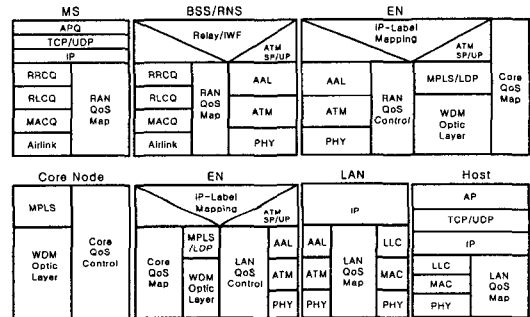 MS
APQ
TCP/UDP
IP
RRCQ
RLCQ
MACQ
Airlink
RAN
QoS
Map
BSS/RNS
Relay/IWF
ATM
SP/UP
RRCQ
RLCQ
MACQ
Airlink
RAN
QoS
Map
AAL
ATM
PHY
EN
IP-Label
Mapping
ATM
SP/UP
AAL
ATM
PHY
RAN
QoS
Control
MPLS/LDP
WDM
Optic
Layer
Core
QoS
Map
Core Node
MPLS
WDM
Optic
Layer
Core
QoS
Control
EN
IP-Label
Mapping
ATM
SP/UP
Core
QoS
Map
MPLS
/LDP
WDM
Optic
Layer
LAN
QoS
Control
AAL
ATM
PHY
LAN
IP
AAL
ATM
PHY
LAN
QoS
Map
LLC
MAC
PHY
Host
AP
TCP/UDP
IP
LLC
MAC
PHY
LAN
QoS
Map